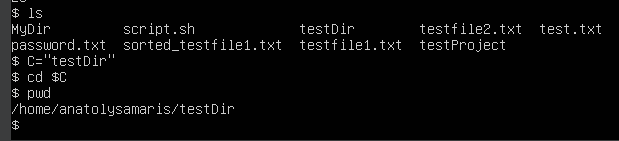 $ ls
MyDir script.sh testDir testfile2.txt test.txt
password.txt sorted_testfile1.txt testfile1.txt testProject
$ C="testDir"
$ cd $C
$ pwd
/home/anatolysamaris/testDir
$